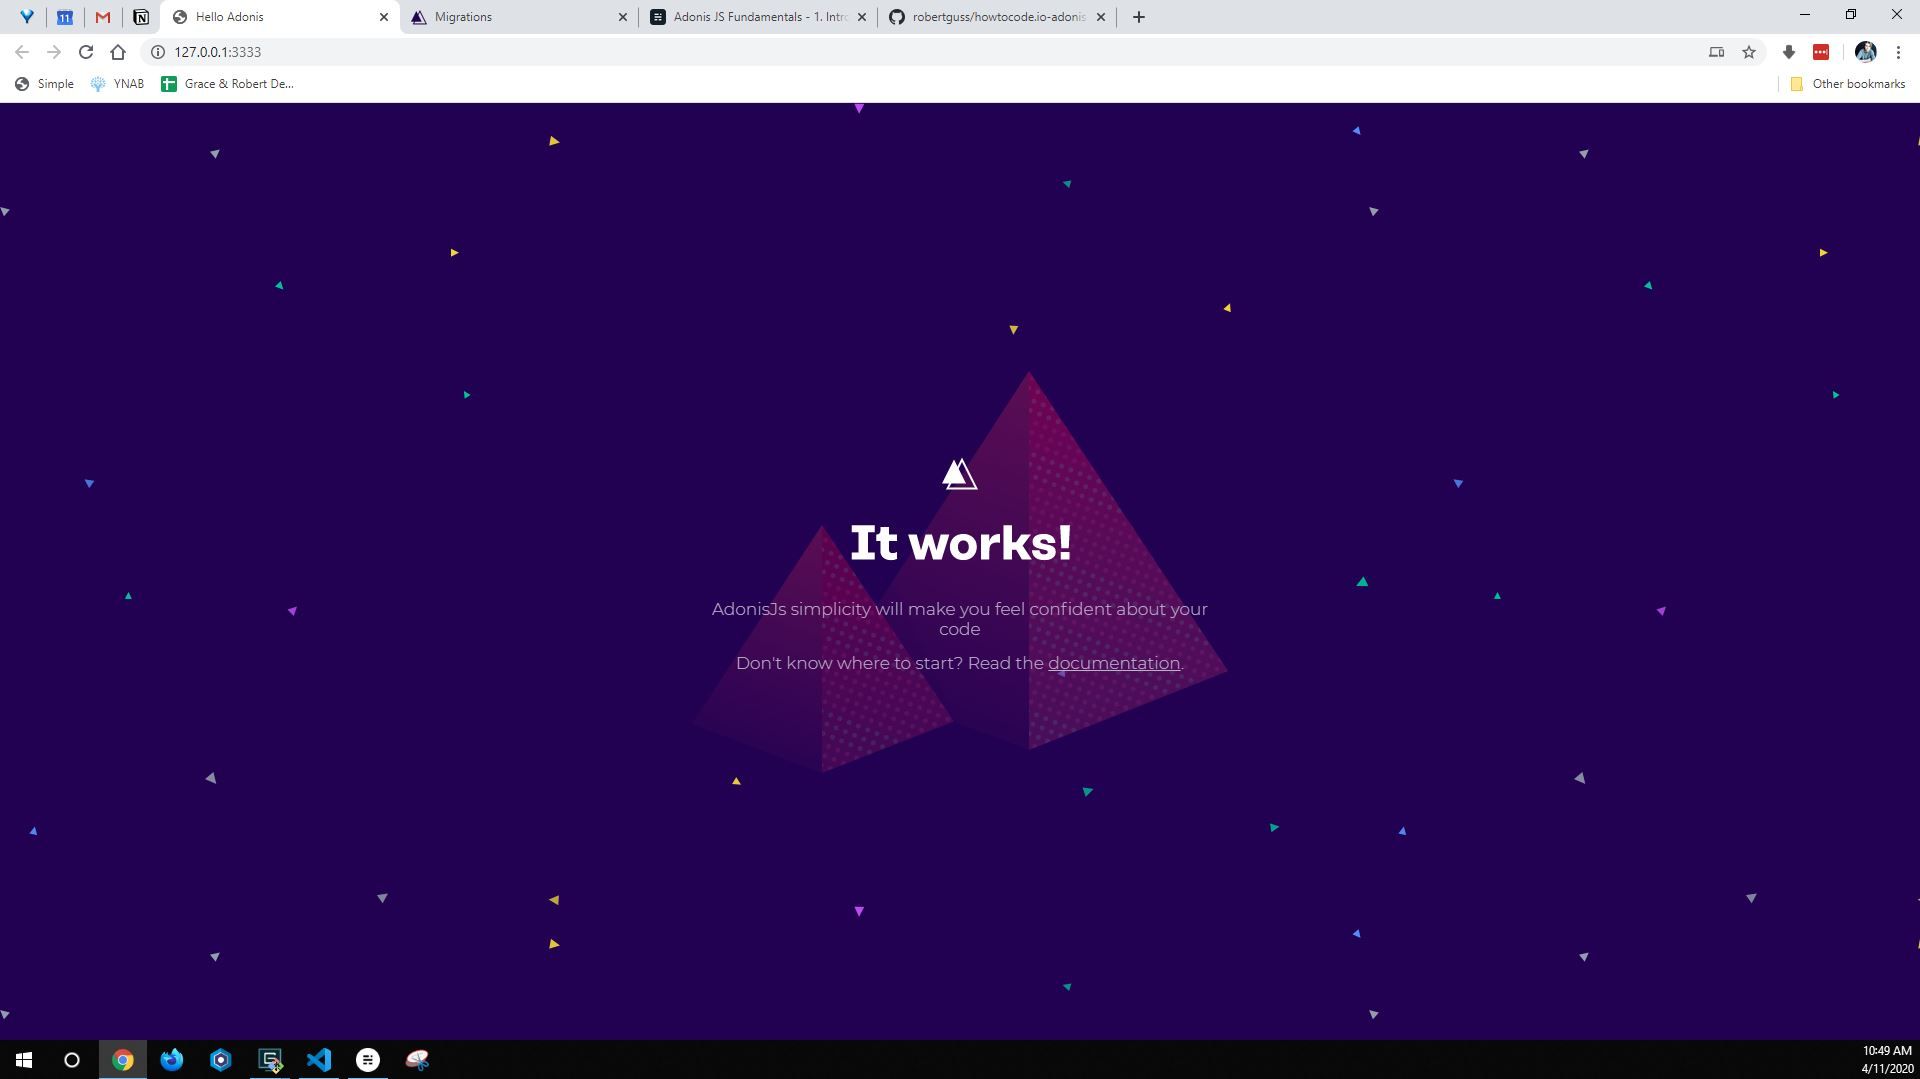 Hello Adonis
Migrations
Adonis JS Fundamentals - 1. Intro
robertguss/howtocode.io-adonis
127.0.0.1:3333
Simple
YNAB
Grace & Robert De...
Other bookmarks
It works!
AdonisJs simplicity will make you feel confident about your
code
Don't know where to start? Read the documentation.
10:49 AM
4/11/2020